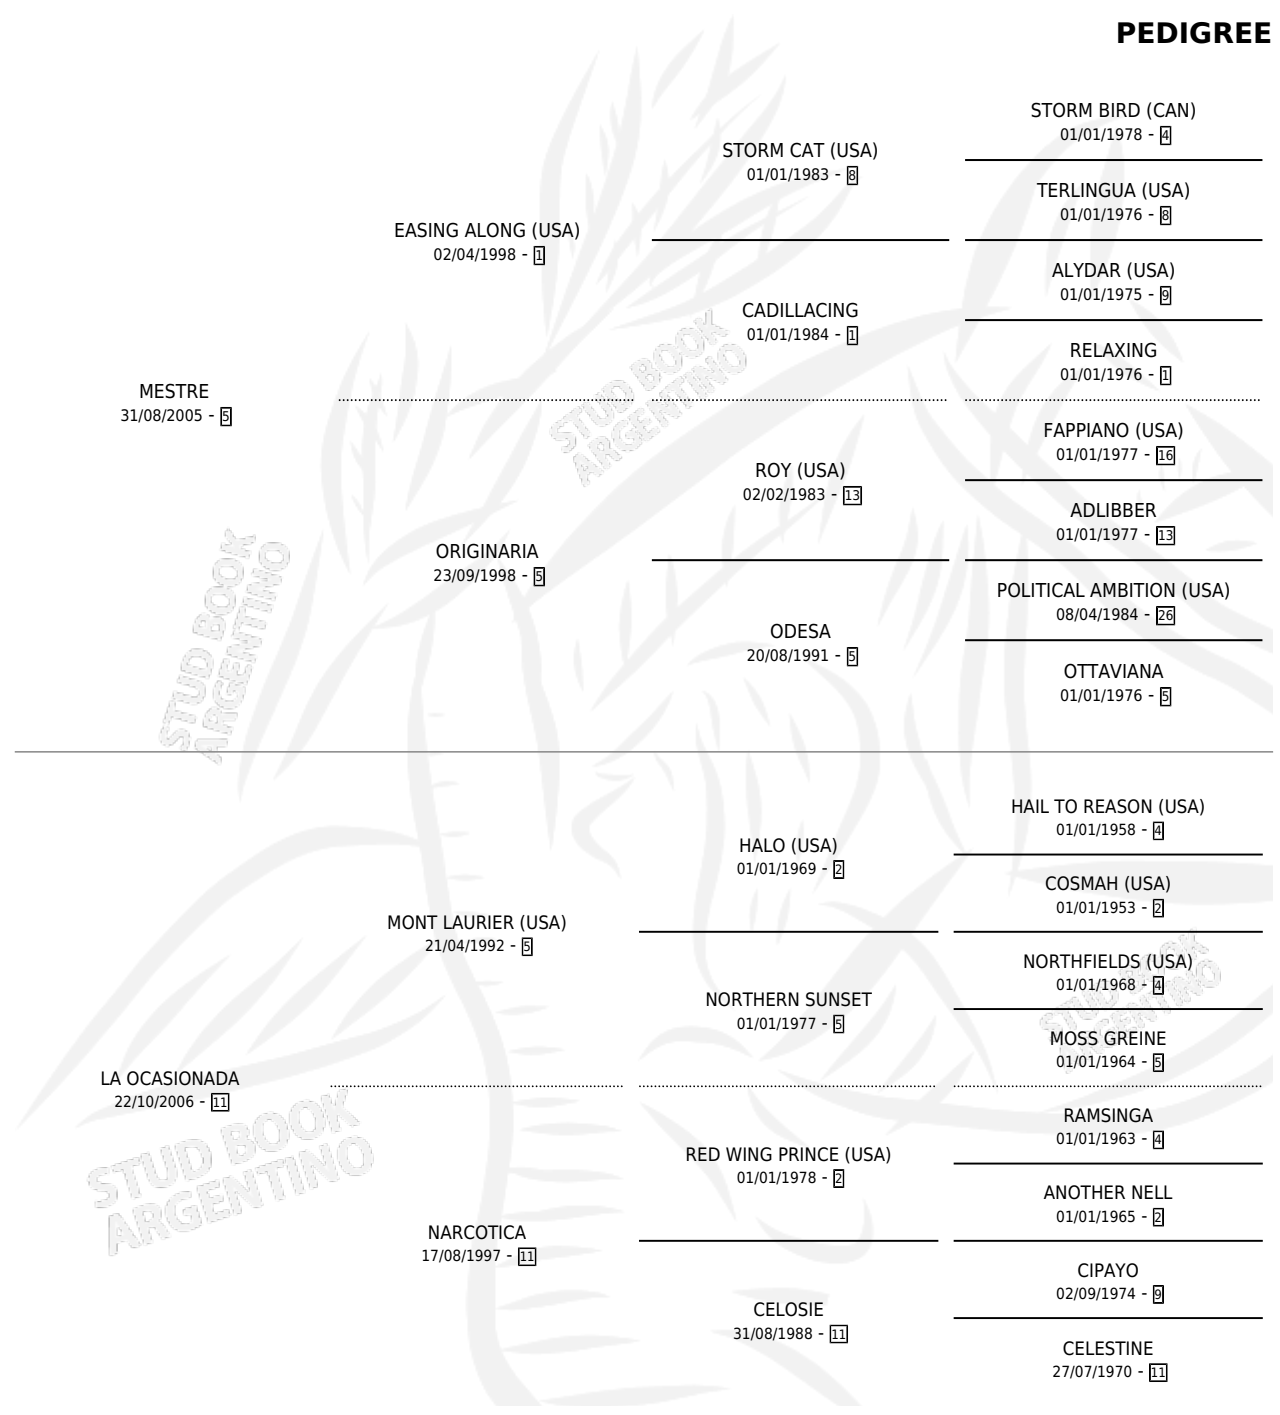 PEDIGREE
STORM BIRD (CAN)
01/01/1978 - 4
STORM CAT (USA)
01/01/1983 - 8
TERLINGUA (USA)
01/01/1976 - 8
EASING ALONG (USA)
02/04/1998 - 1
ALYDAR (USA)
01/01/1975 - 9
CADILLACING
01/01/1984 - 1
RELAXING
01/01/1976 - 1
MESTRE
31/08/2005 - 5
FAPPIANO (USA)
01/01/1977 - 16
ROY (USA)
02/02/1983 - 13
ADLIBBER
01/01/1977 - 13
ORIGINARIA
23/09/1998 - 5
POLITICAL AMBITION (USA)
08/04/1984 - 26
ODESA
20/08/1991 - 5
OTTAVIANA
01/01/1976 - 5
HAIL TO REASON (USA)
01/01/1958 - 4
HALO (USA)
01/01/1969 - 2
COSMAH (USA)
01/01/1953 - 2
MONT LAURIER (USA)
21/04/1992 - 5
NORTHFIELDS (USA)
01/01/1968 - 4
NORTHERN SUNSET
01/01/1977 - 5
MOSS GREINE
01/01/1964 - 5
LA OCASIONADA
22/10/2006 - 11
RAMSINGA
01/01/1963 - 4
RED WING PRINCE (USA)
01/01/1978 - 2
ANOTHER NELL
01/01/1965 - 2
NARCOTICA
17/08/1997 - 11
CIPAYO
02/09/1974 - 9
CELOSIE
31/08/1988 - 11
CELESTINE
27/07/1970 - 11
STUD BOOK
ARGENTINO
STUD BOOK
ARGENTINO
STUD BOOK
ARGENTINO
STUD BOOK
ARGENTINO